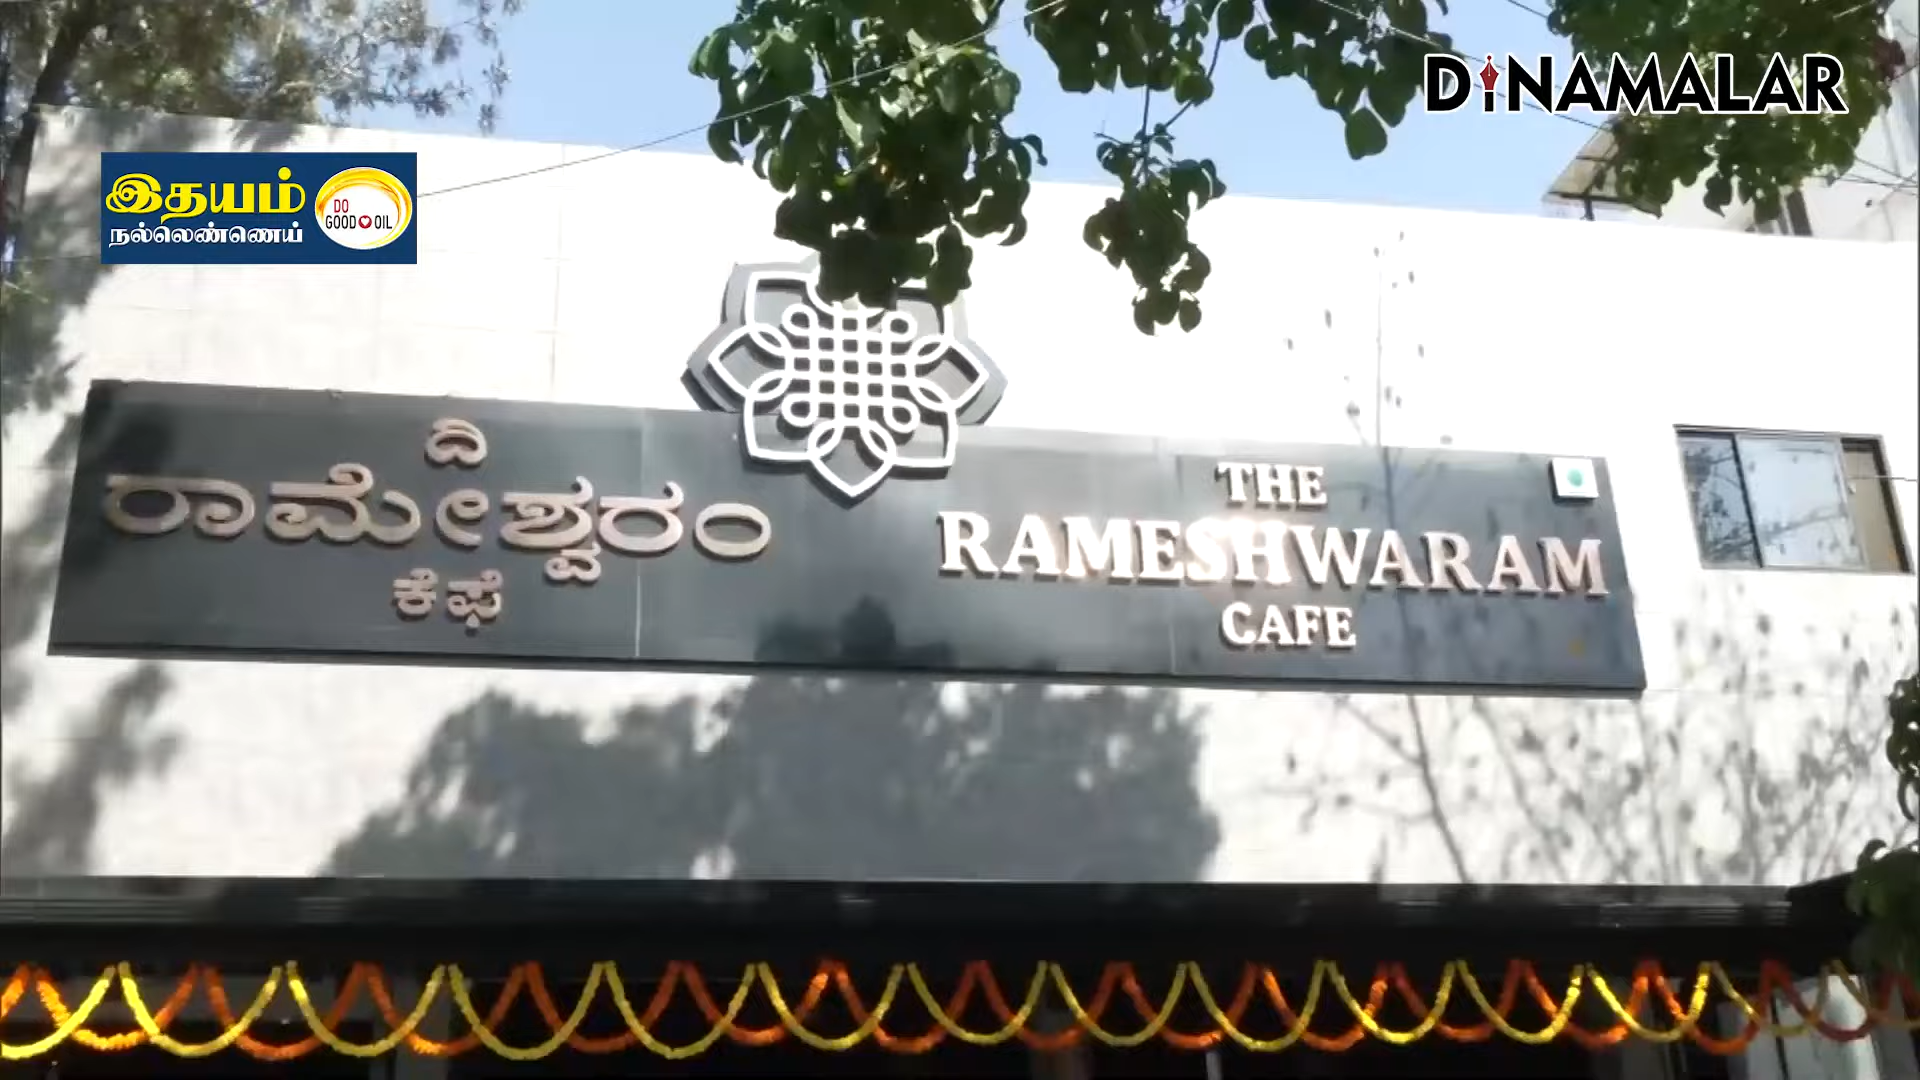 DiNAMALAR
இதயம்
நல்லெண்ணெய்
DO
GOOD OIL
ದಿ
ರಾಮೇಶ್ವರಂ
ಕೆಫೆ
THE
RAMESHWARAM
CAFE